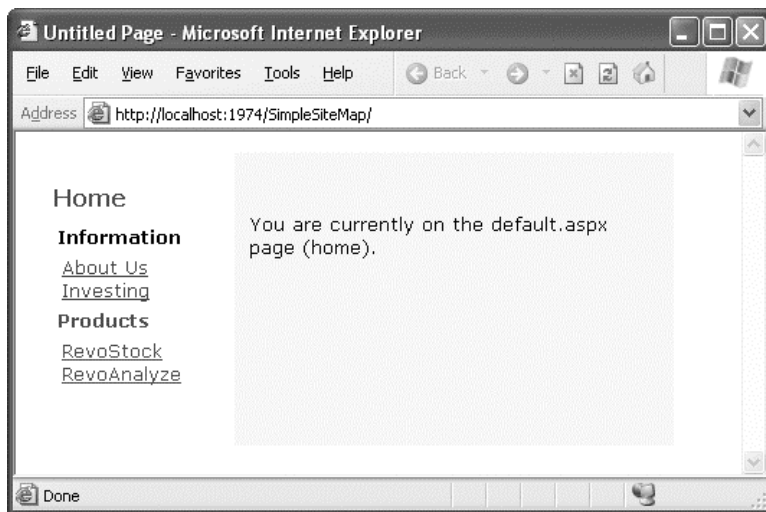 Untitled Page - Microsoft Internet Explorer
File Edit View Favorites Tools Help Back
Address http://localhost:1974/SimpleSiteMap/
Home
Information
About Us
Investing
Products
RevoStock
RevoAnalyze
You are currently on the default.aspx
page (home).
Done